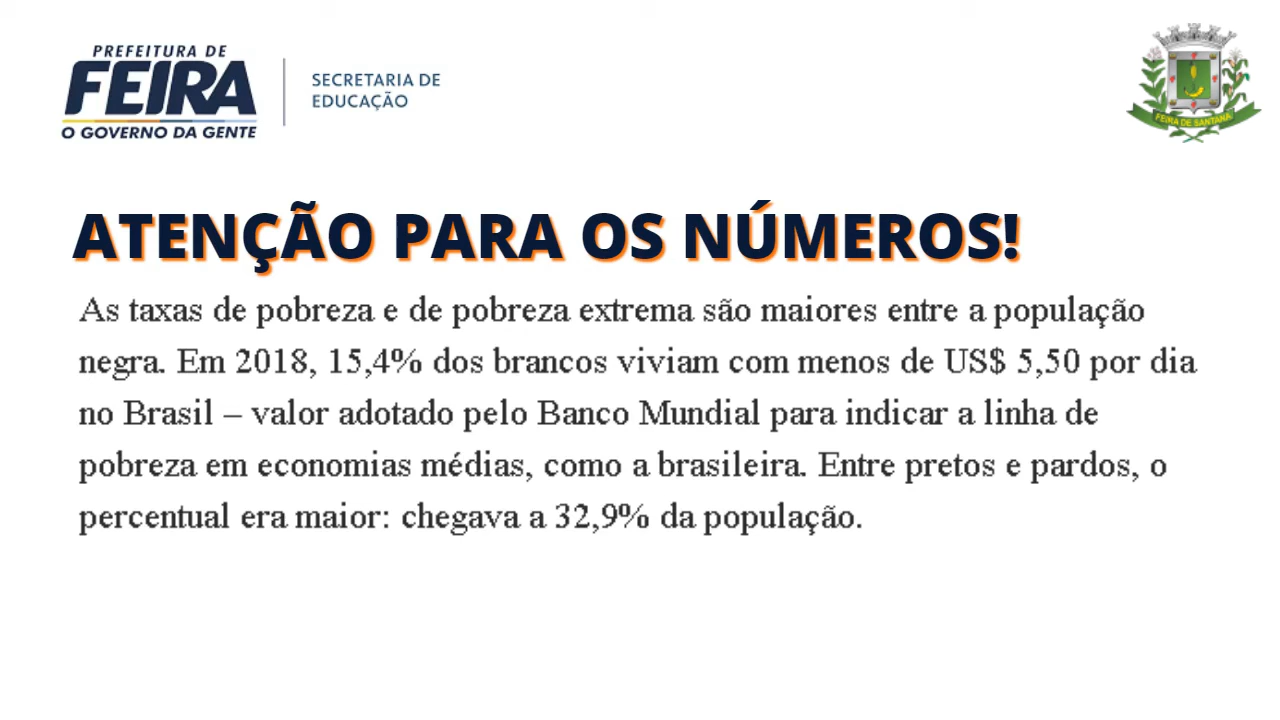 PREFEITURA DE
FEIRA
O GOVERNO DA GENTE
SECRETARIA DE
EDUCAÇÃO
FEIRA DE SANTANA
ATENÇÃO PARA OS NÚMEROS!
As taxas de pobreza e de pobreza extrema são maiores entre a população
negra. Em 2018, 15,4% dos brancos viviam com menos de US$ 5,50 por dia
no Brasil – valor adotado pelo Banco Mundial para indicar a linha de
pobreza em economias médias, como a brasileira. Entre pretos e pardos, o
percentual era maior: chegava a 32,9% da população.